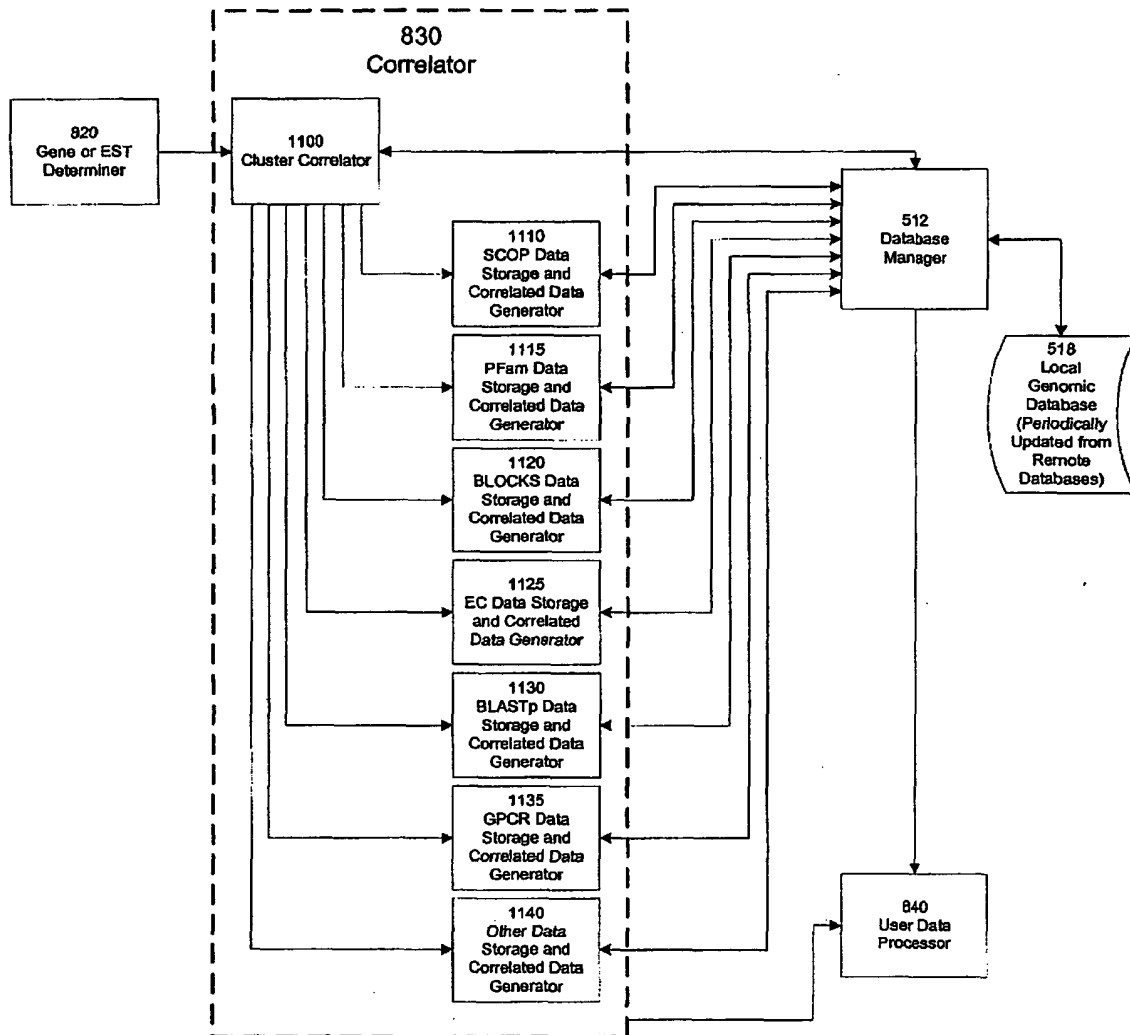 830
Correlator
820
Gene or EST
Determiner
1100
Cluster Correlator
512
Database
Manager
1110
SCOP Data
Storage and
Correlated Data
Generator
518
Local
Genomic
Database
(Periodically
Updated from
Remote
Databases)
1115
PFam Data
Storage and
Correlated Data
Generator
1120
BLOCKS Data
Storage and
Correlated Data
Generator
1125
EC Data Storage
and Correlated
Data Generator
1130
BLASTp Data
Storage and
Correlated Data
Generator
1135
GPCR Data
Storage and
Correlated Data
Generator
840
User Data
Processor
1140
Other Data
Storage and
Correlated Data
Generator